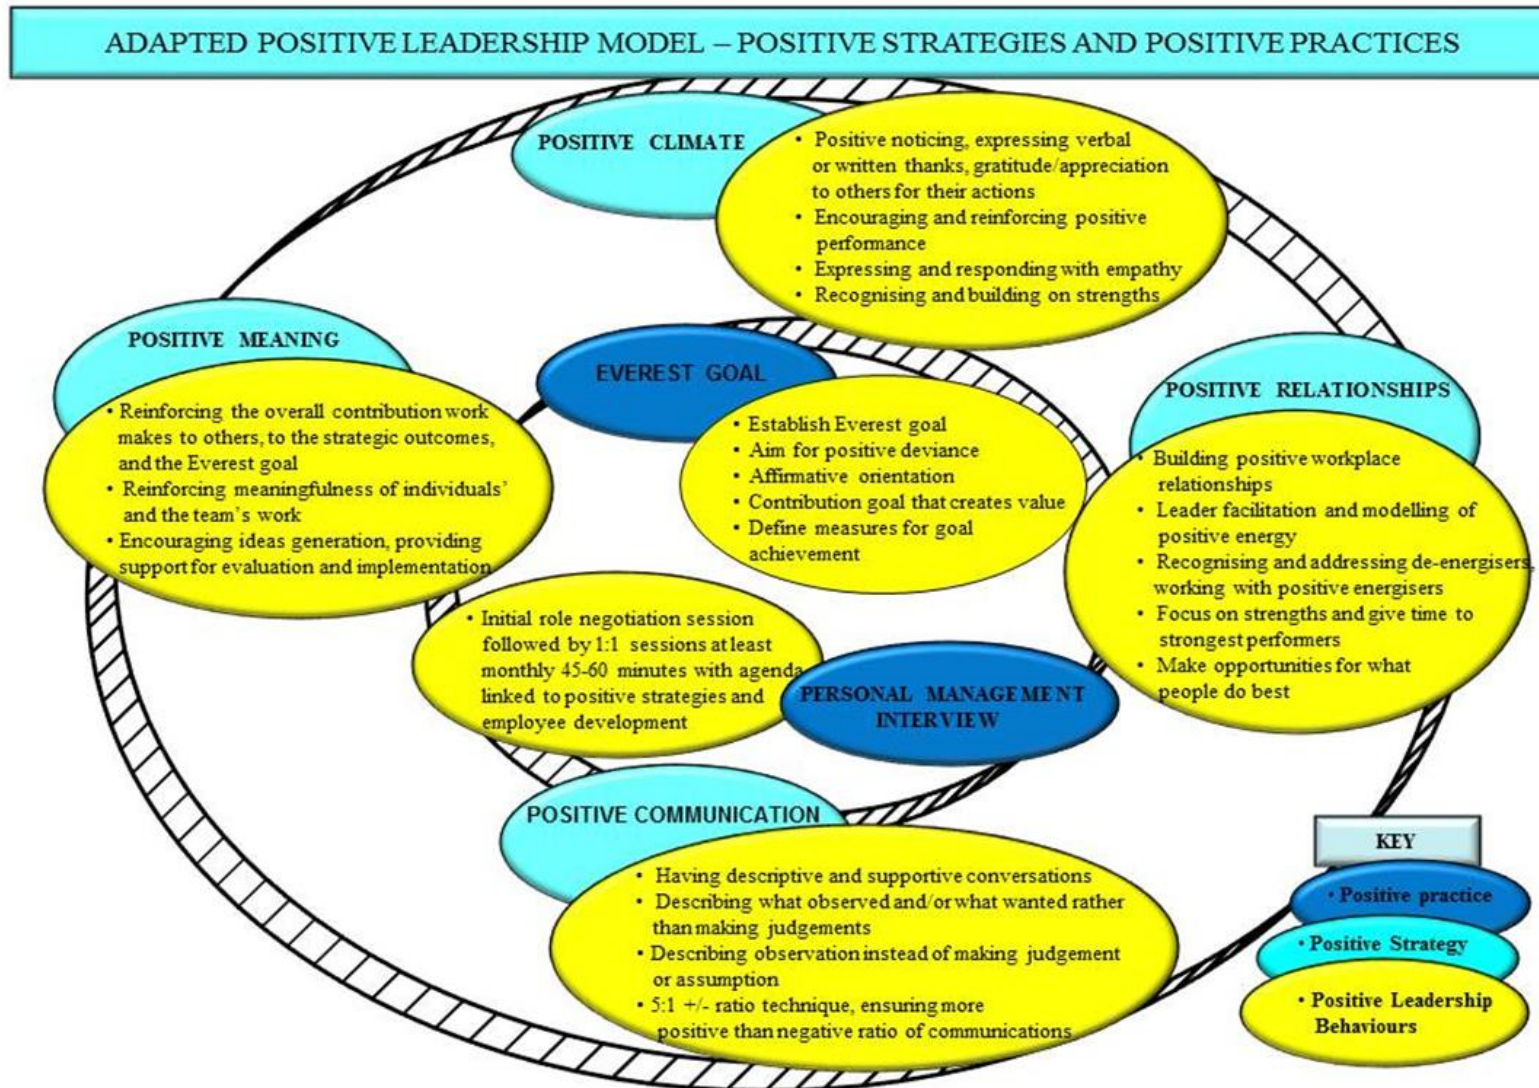 ADAPTED POSITIVE LEADERSHIP MODEL – POSITIVE STRATEGIES AND POSITIVE PRACTICES
POSITIVE CLIMATE
• Positive noticing, expressing verbal
or written thanks, gratitude/appreciation
to others for their actions
• Encouraging and reinforcing positive
performance
• Expressing and responding with empathy
• Recognising and building on strengths
POSITIVE MEANING
• Reinforcing the overall contribution work
makes to others, to the strategic outcomes,
and the Everest goal
• Reinforcing meaningfulness of individuals’
and the team’s work
• Encouraging ideas generation, providing
support for evaluation and implementation
EVEREST GOAL
• Establish Everest goal
• Aim for positive deviance
• Affirmative orientation
• Contribution goal that creates value
• Define measures for goal
achievement
POSITIVE RELATIONSHIPS
• Building positive workplace
relationships
• Leader facilitation and modelling of
positive energy
• Recognising and addressing de-energisers,
working with positive energisers
• Focus on strengths and give time to
strongest performers
• Make opportunities for what
people do best
• Initial role negotiation session
followed by 1:1 sessions at least
monthly 45-60 minutes with agenda
linked to positive strategies and
employee development
PERSONAL MANAGEMENT
INTERVIEW
POSITIVE COMMUNICATION
• Having descriptive and supportive conversations
• Describing what observed and/or what wanted rather
than making judgements
• Describing observation instead of making judgement
or assumption
• 5:1 +/- ratio technique, ensuring more
positive than negative ratio of communications
KEY
• Positive practice
• Positive Strategy
• Positive Leadership
Behaviours